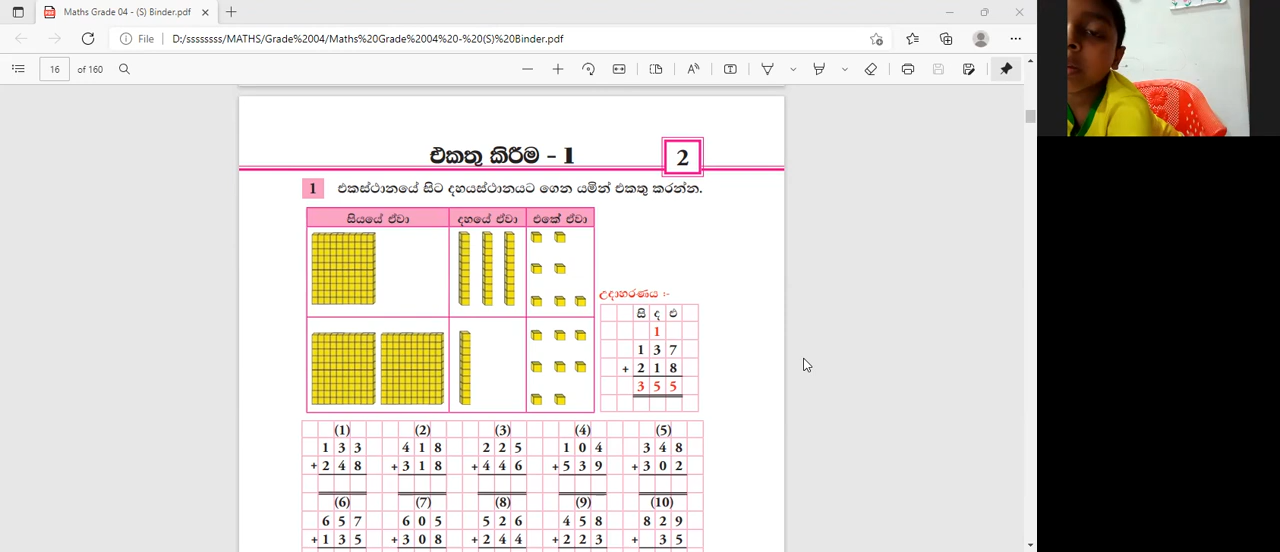 Maths Grade 04 - (S) Binder.pdf
File D:/ssssssss/MATHS/Grade%2004/Maths%20Grade%2004%20-%20(S)%20Binder.pdf
16 of 160
එකතු කිරීම - 1 2
1 එකස්ථානයේ සිට දහයස්ථානයට ගෙන යමින් එකතු කරන්න.
සියයේ ඒවා දහයේ ඒවා එකේ ඒවා
උදාහරණය :-
සි ද එ
1
1 3 7
+ 2 1 8
3 5 5
(1) (2) (3) (4) (5)
1 3 3 4 1 8 2 2 5 1 0 4 3 4 8
+ 2 4 8 + 3 1 8 + 4 4 6 + 5 3 9 + 3 0 2
(6) (7) (8) (9) (10)
6 5 7 6 0 5 5 2 6 4 5 8 8 2 9
+ 1 3 5 + 3 0 8 + 2 4 4 + 2 2 3 + 3 5